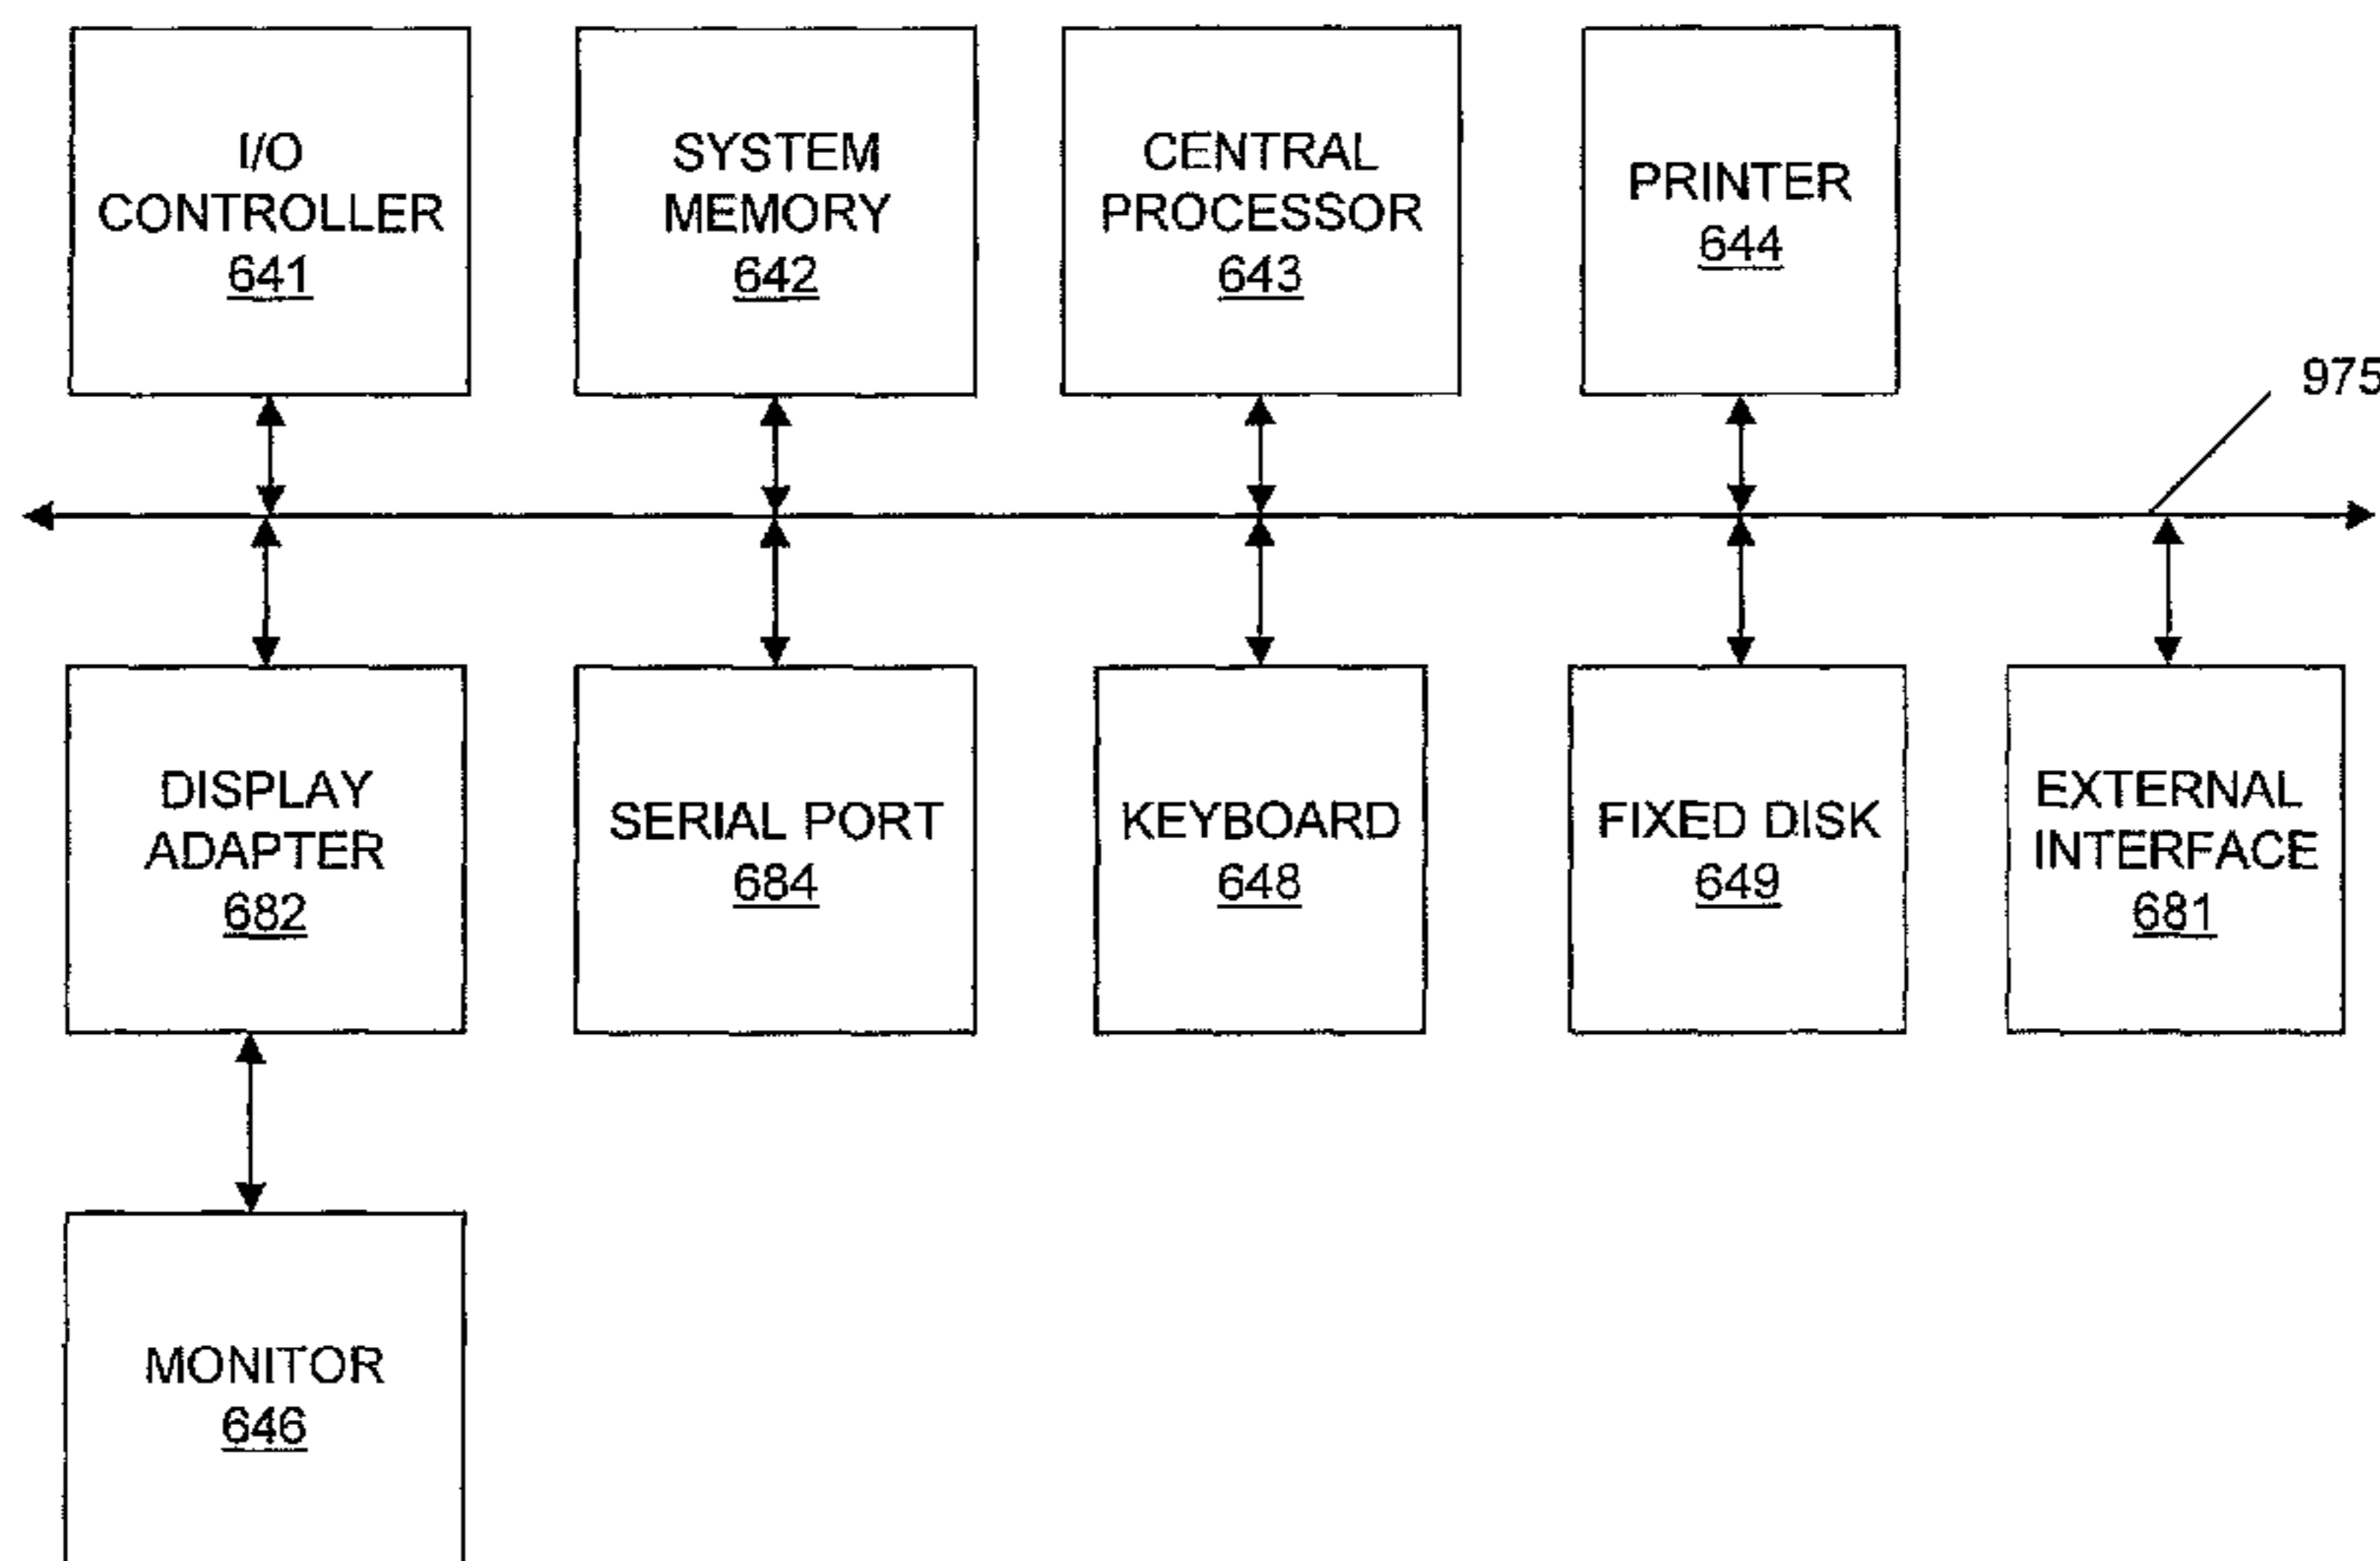 I/O
CONTROLLER
641
SYSTEM
MEMORY
642
CENTRAL
PROCESSOR
643
PRINTER
644
975
DISPLAY
ADAPTER
682
SERIAL PORT
684
KEYBOARD
648
FIXED DISK
649
EXTERNAL
INTERFACE
681
MONITOR
646